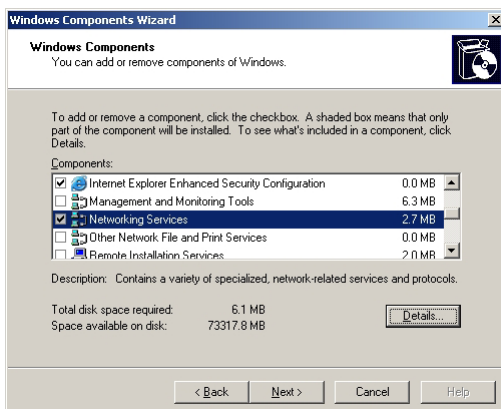 Windows Components Wizard
Windows Components
You can add or remove components of Windows.
To add or remove a component, click the checkbox. A shaded box means that only
part of the component will be installed. To see what's included in a component, click
Details.
Components:
Internet Explorer Enhanced Security Configuration 0.0 MB
Management and Monitoring Tools 6.3 MB
Networking Services 2.7 MB
Other Network File and Print Services 0.0 MB
Remote Installation Services 2.0 MB
Description: Contains a variety of specialized, network-related services and protocols.
Total disk space required: 6.1 MB
Space available on disk: 73317.8 MB
Details...
< Back Next > Cancel Help